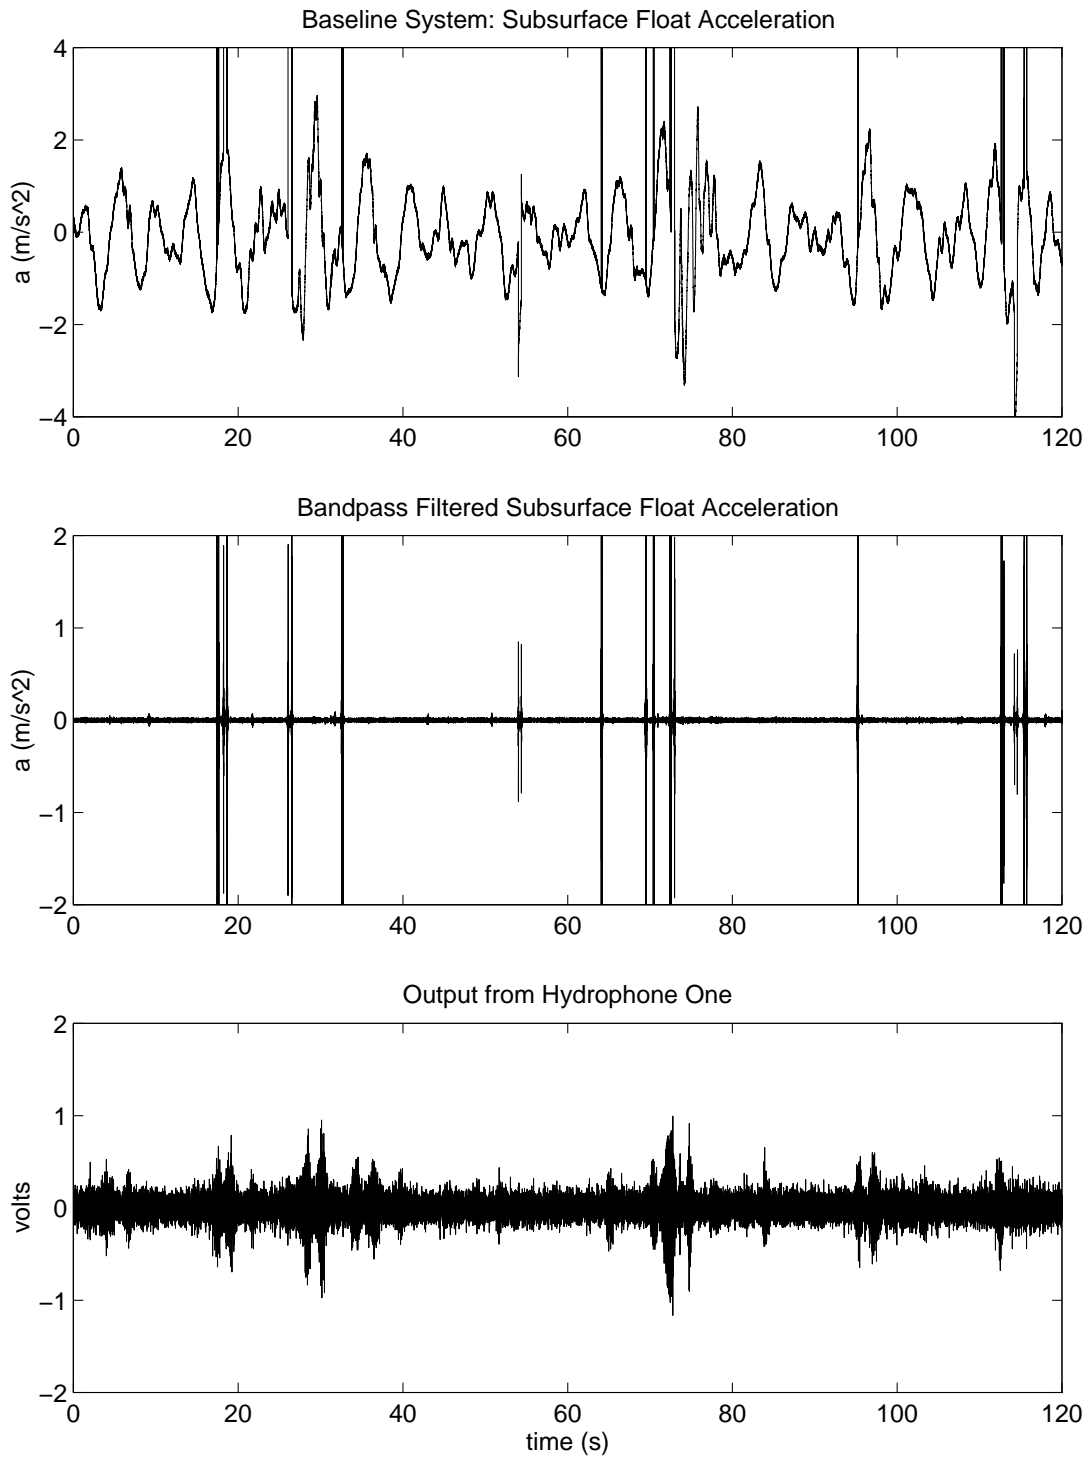 Baseline System: Subsurface Float Acceleration
4
2
0
−2
−4
a (m/s^2)
0 20 40 60 80 100 120
Bandpass Filtered Subsurface Float Acceleration
2
1
0
−1
−2
a (m/s^2)
0 20 40 60 80 100 120
Output from Hydrophone One
2
1
0
−1
−2
volts
0 20 40 60 80 100 120
time (s)